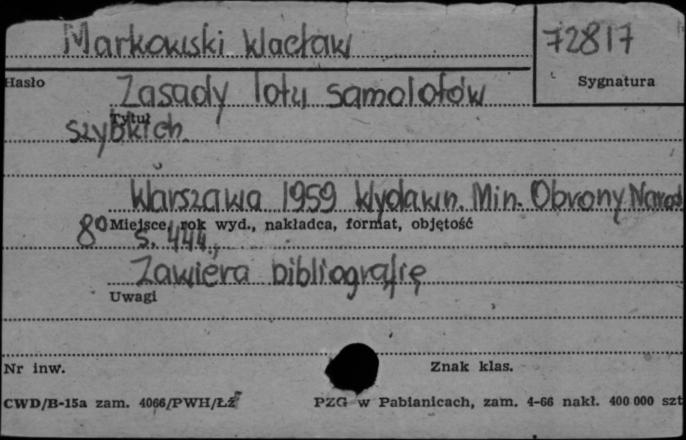 Markowski Wacław
72817
Hasło
Sygnatura
Zasady lotu samolotów
Tytuł
szybkich
Warszawa 1959 Wydawn. Min. Obrony Narod
Miejsce, rok wyd., nakładca, format, objętość
8° s. 444.,
Zawiera bibliografię
Uwagi
Nr inw.
Znak klas.
CWD/B-15a zam. 4066/PWH/ŁŻ
PZG w Pabianicach, zam. 4-66 nakł. 400 000 szt